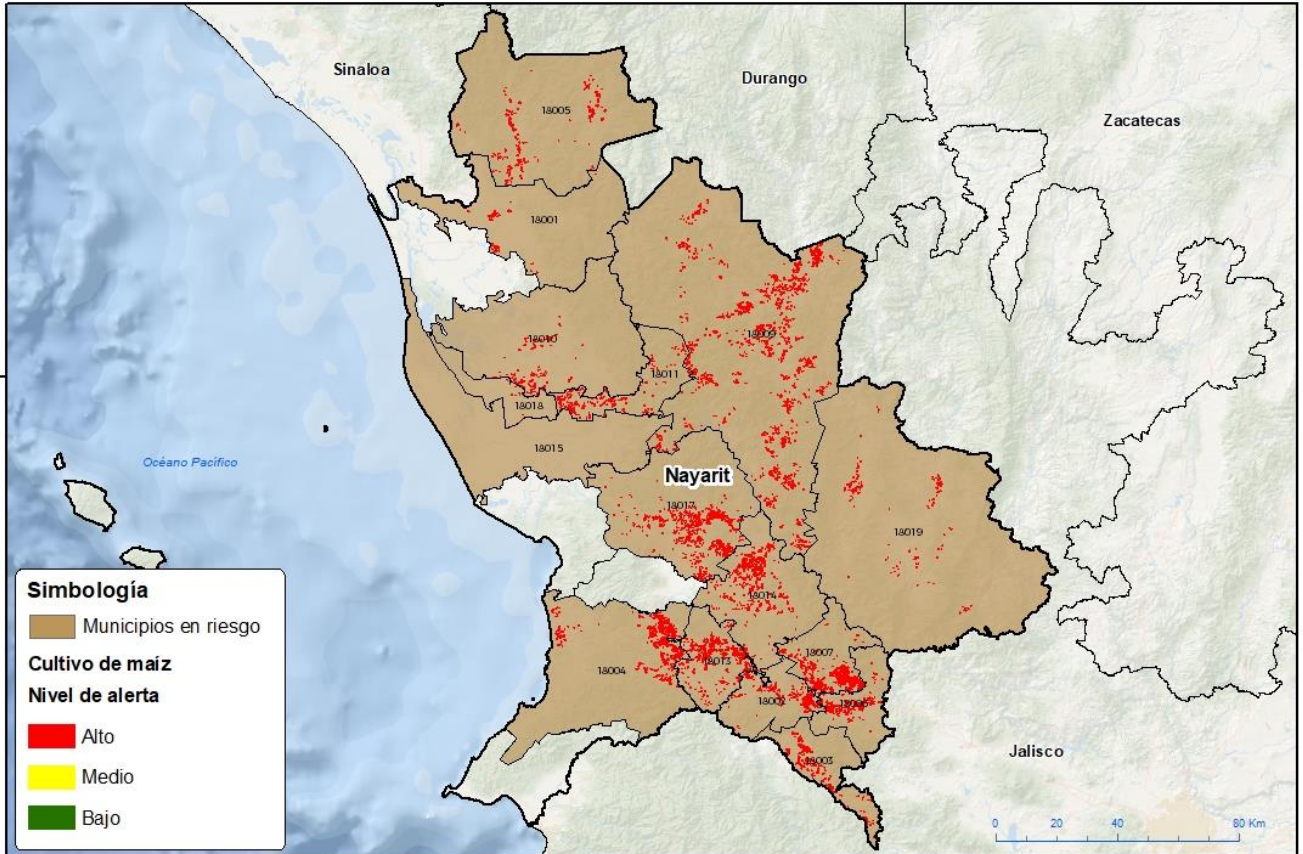 Sinaloa
Durango
Zacatecas
18005
18001
18009
18010
18011
18018
18015
Océano Pacífico
Nayarit
18017
18019
18014
18007
18004
18013
18003
Jalisco
Simbología
Municipios en riesgo
Cultivo de maíz
Nivel de alerta
Alto
Medio
Bajo
0 20 40 80 Km